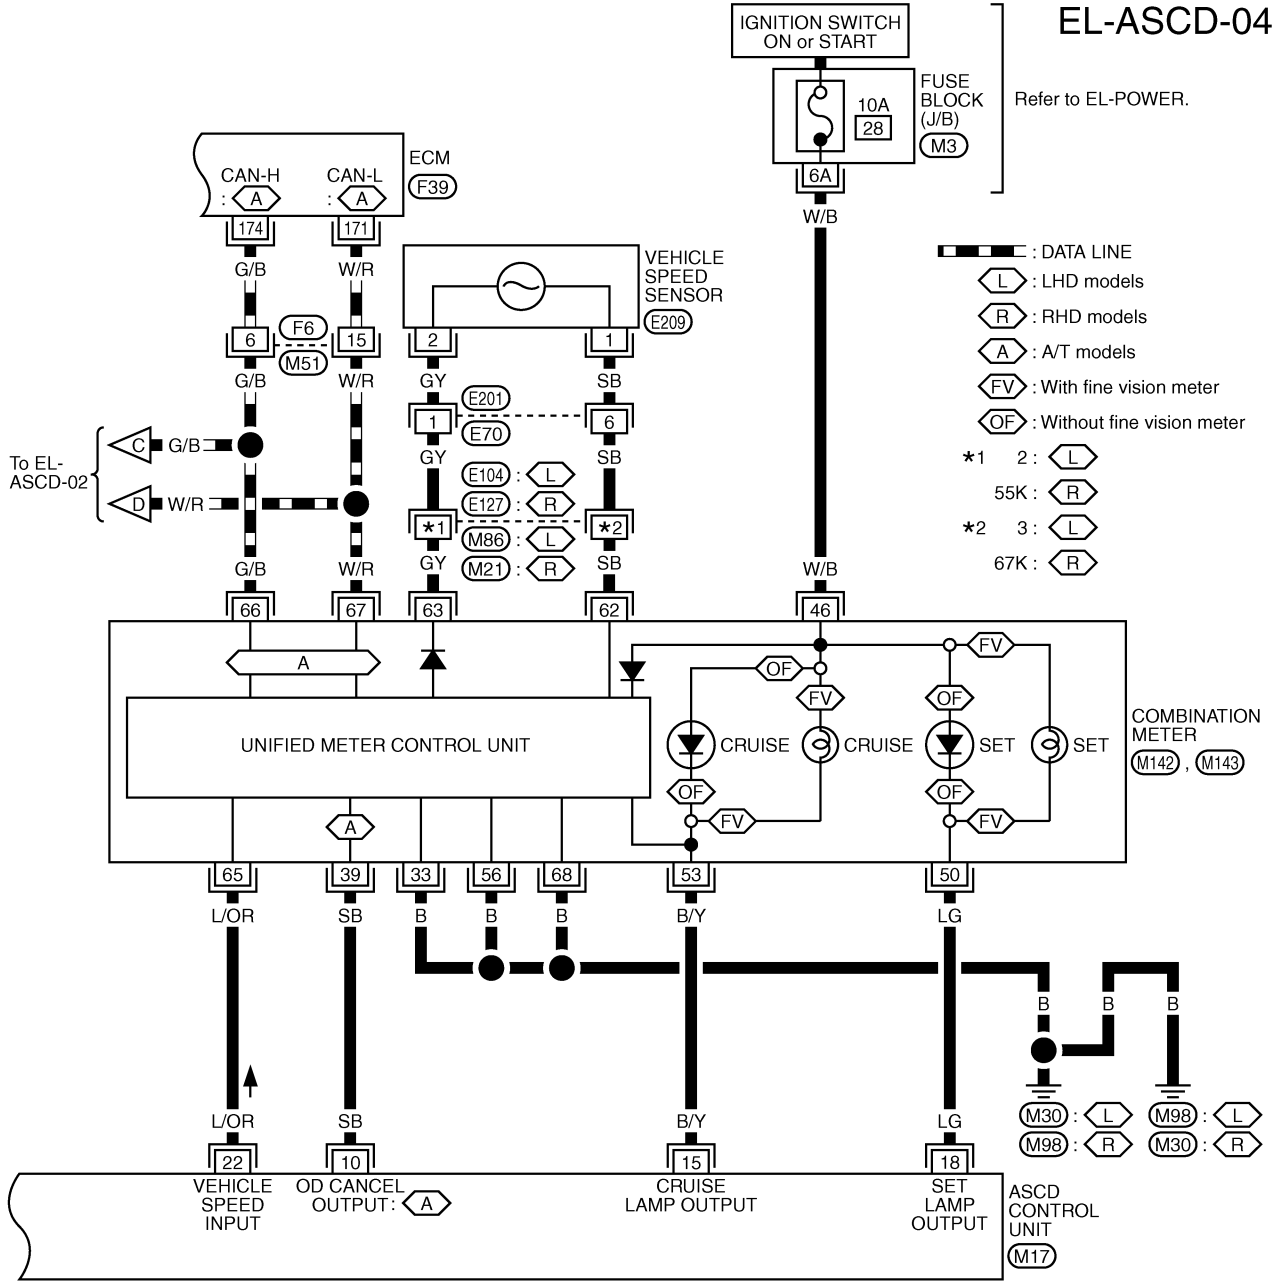 EL-ASCD-04
IGNITION SWITCH
ON or START
FUSE
BLOCK
(J/B)
M3
10A
28
6A
Refer to EL-POWER.
W/B
ECM
F39
CAN-H
: A
CAN-L
: A
174
171
G/B
W/R
VEHICLE
SPEED
SENSOR
E209
: DATA LINE
L : LHD models
R : RHD models
A : A/T models
FV : With fine vision meter
OF : Without fine vision meter
*1 2 : L
55K : R
*2 3 : L
67K : R
6
F6
15
M51
2
1
G/B
W/R
GY
SB
1
E201
6
E70
To EL-
ASCD-02
C
G/B
D
W/R
GY
SB
E104 : L
E127 : R
*1
*2
M86 : L
M21 : R
G/B
W/R
GY
SB
W/B
66
67
63
62
46
A
FV
OF
FV
OF
UNIFIED METER CONTROL UNIT
CRUISE
CRUISE
SET
SET
COMBINATION
METER
M142 , M143
OF
OF
A
FV
FV
65
39
33
56
68
53
50
L/OR
SB
B
B
B
B/Y
LG
B
B
B
M30 : L
M98 : R
M98 : L
M30 : R
L/OR
SB
B/Y
LG
22
10
15
18
VEHICLE
SPEED
INPUT
OD CANCEL
OUTPUT : A
CRUISE
LAMP OUTPUT
SET
LAMP
OUTPUT
ASCD
CONTROL
UNIT
M17